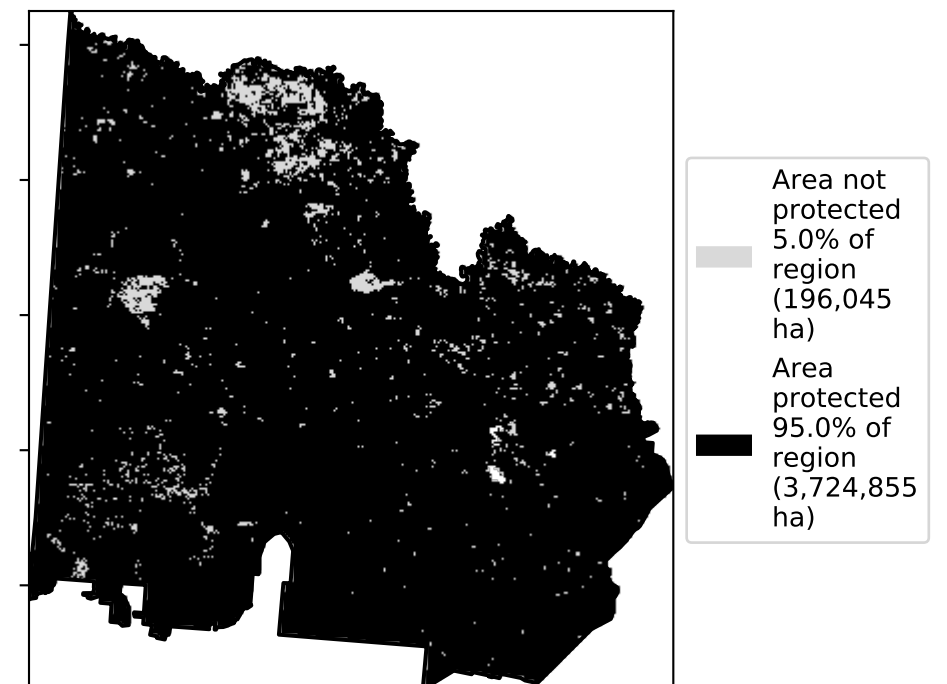 Area not
protected
5.0% of
region
(196,045
ha)
Area
protected
95.0% of
region
(3,724,855
ha)